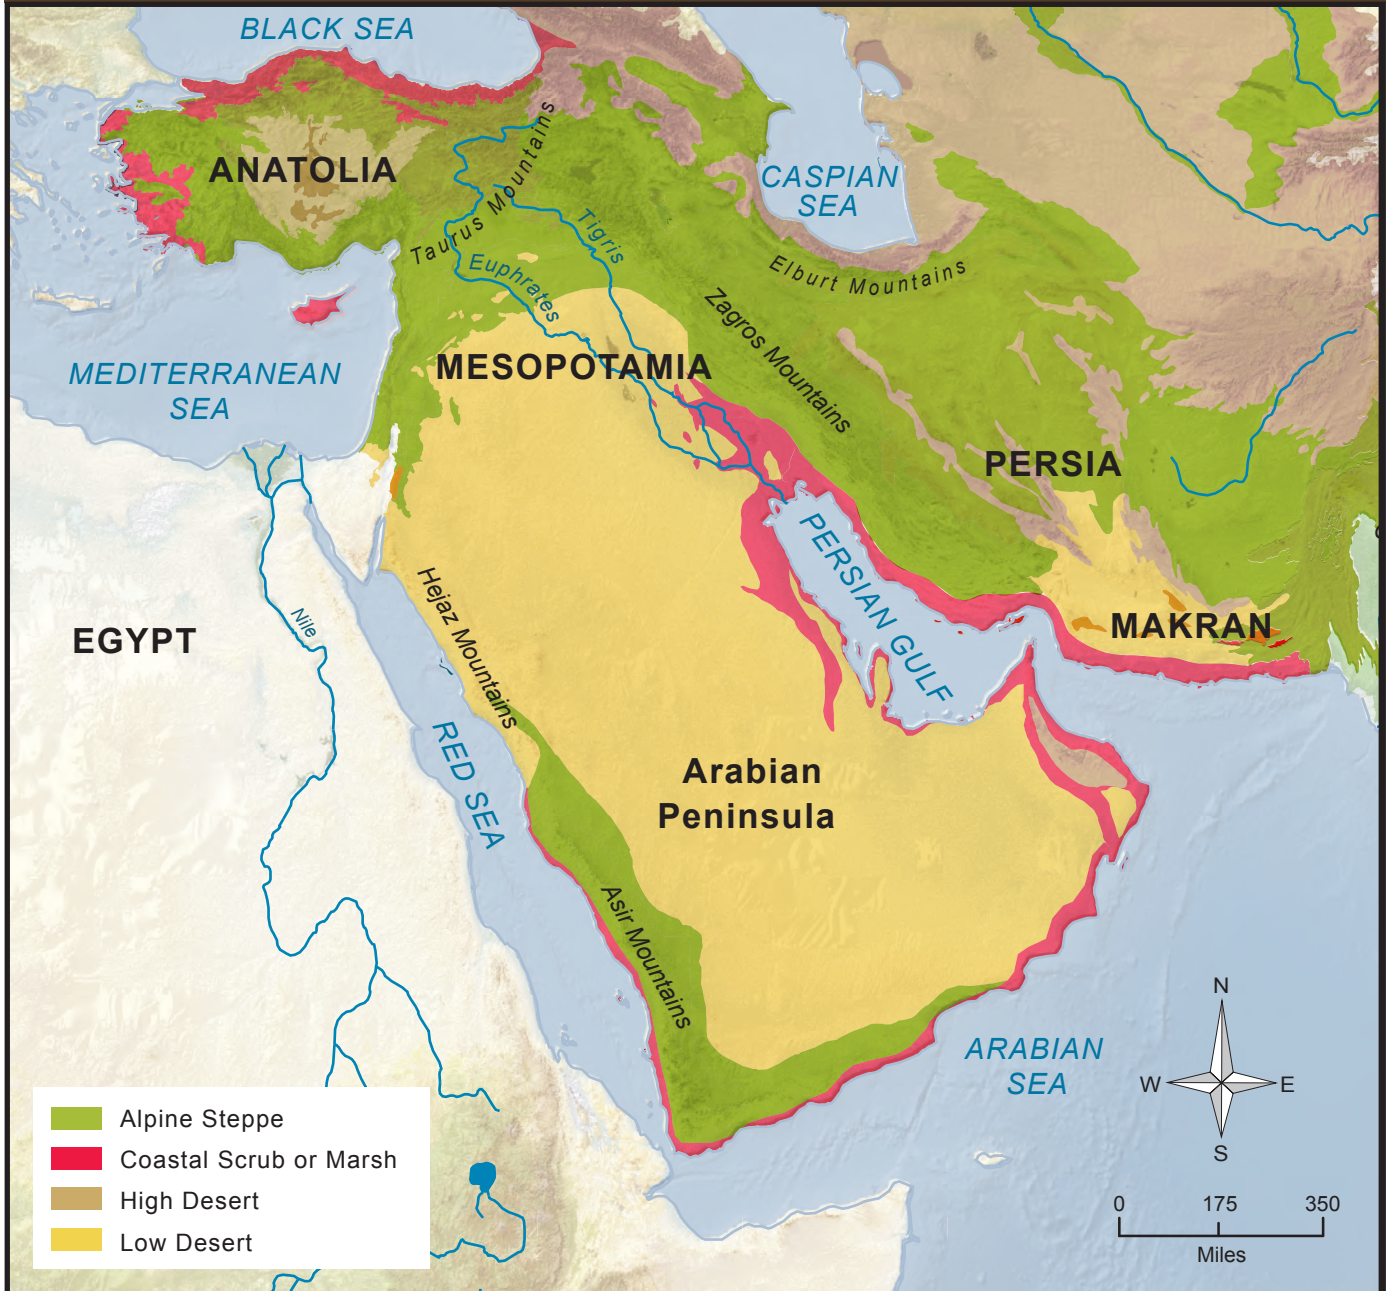 BLACK SEA
ANATOLIA
CASPIAN
SEA
Taurus Mountains
Tigris
Euphrates
Elburt Mountains
Zagros Mountains
MESOPOTAMIA
MEDITERRANEAN
SEA
PERSIA
PERSIAN GULF
Hejaz Mountains
EGYPT
Nile
MAKRAN
RED SEA
Arabian
Peninsula
Asir Mountains
ARABIAN
SEA
N
W
E
S
Alpine Steppe
Coastal Scrub or Marsh
High Desert
Low Desert
0 175 350
Miles